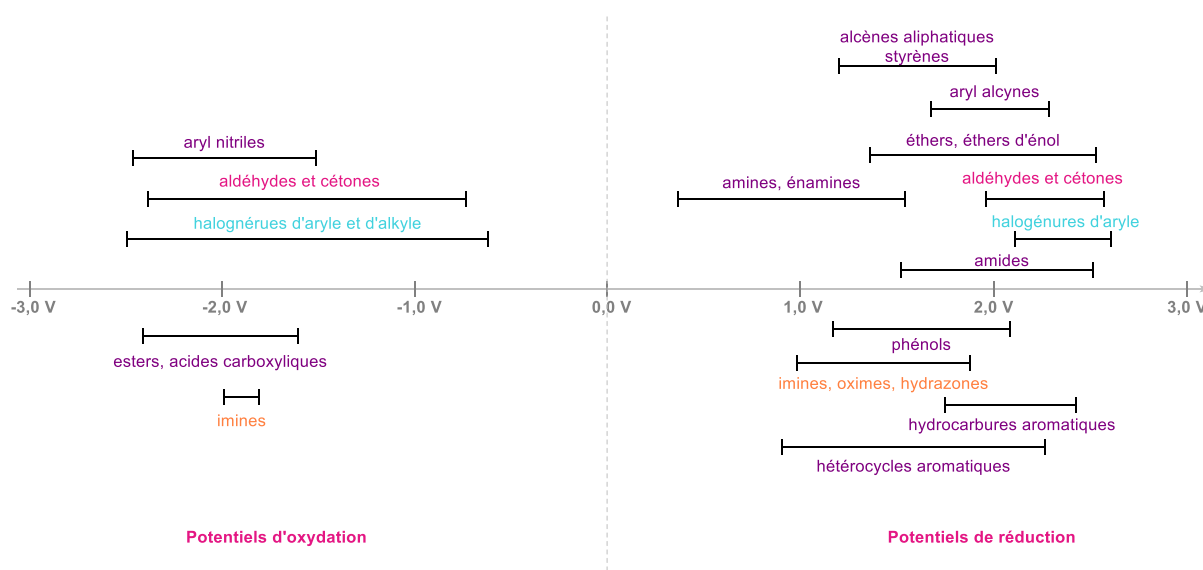 alcènes aliphatiques
styrènes
aryl alcynes
aryl nitriles
éthers, éthers d'énol
aldéhydes et cétones
amines, énamines
aldéhydes et cétones
halognérues d'aryle et d'alkyle
halogénures d'aryle
amides
-3,0 V
-2,0 V
-1,0 V
0,0 V
1,0 V
2,0 V
3,0 V
phénols
esters, acides carboxyliques
imines, oximes, hydrazones
imines
hydrocarbures aromatiques
hétérocycles aromatiques
Potentiels d'oxydation
Potentiels de réduction